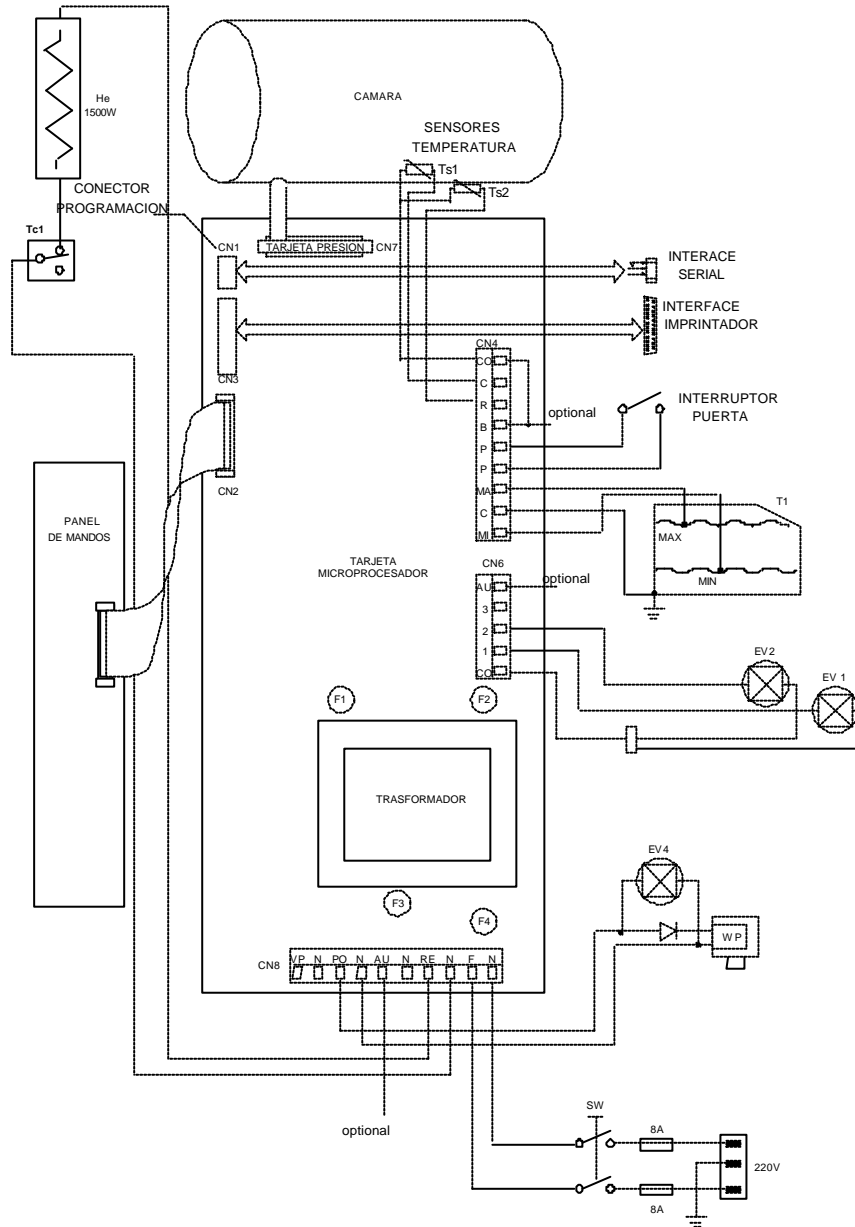 He
1500W
CAMARA
SENSORES
TEMPERATURA
Ts1
Ts2
CONECTOR
PROGRAMACION
Tc1
CN1
TARJETA PRESION
CN7
INTERACE
SERIAL
INTERFACE
IMPRINTADOR
CN3
CN4
CO
C
R
B
P
P
MA
C
MI
optional
INTERRUPTOR
PUERTA
CN2
T1
MAX
MIN
PANEL
DE MANDOS
TARJETA
MICROPROCESADOR
CN6
AU
3
2
1
CO
optional
EV2
EV 1
F1
F2
TRASFORMADOR
F3
F4
EV4
WP
CN8
VP N PO N AU N RE N F N
optional
SW
8A
220V
8A